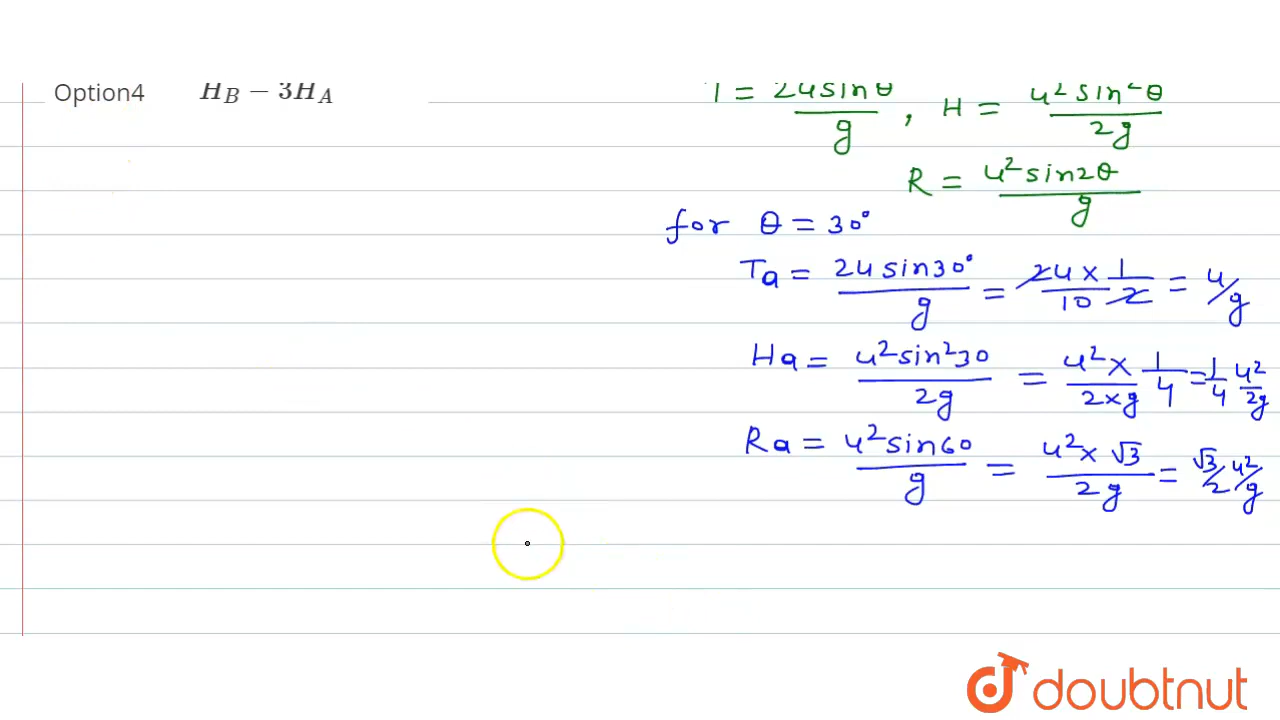 Option4 H_B − 3H_A
T = 2u sinθ / g , H = u² sin²θ / 2g
R = u² sin2θ / g
for θ = 30°
Ta = 2u sin30° / g = 2u × 1 / 10 2 = u/g
Ha = u² sin²30 / 2g = u² × 1 / 2×g 4 = 1/4 u²/2g
Ra = u² sin60 / g = u² × √3 / 2g = √3/2 u²/g
doubtnut